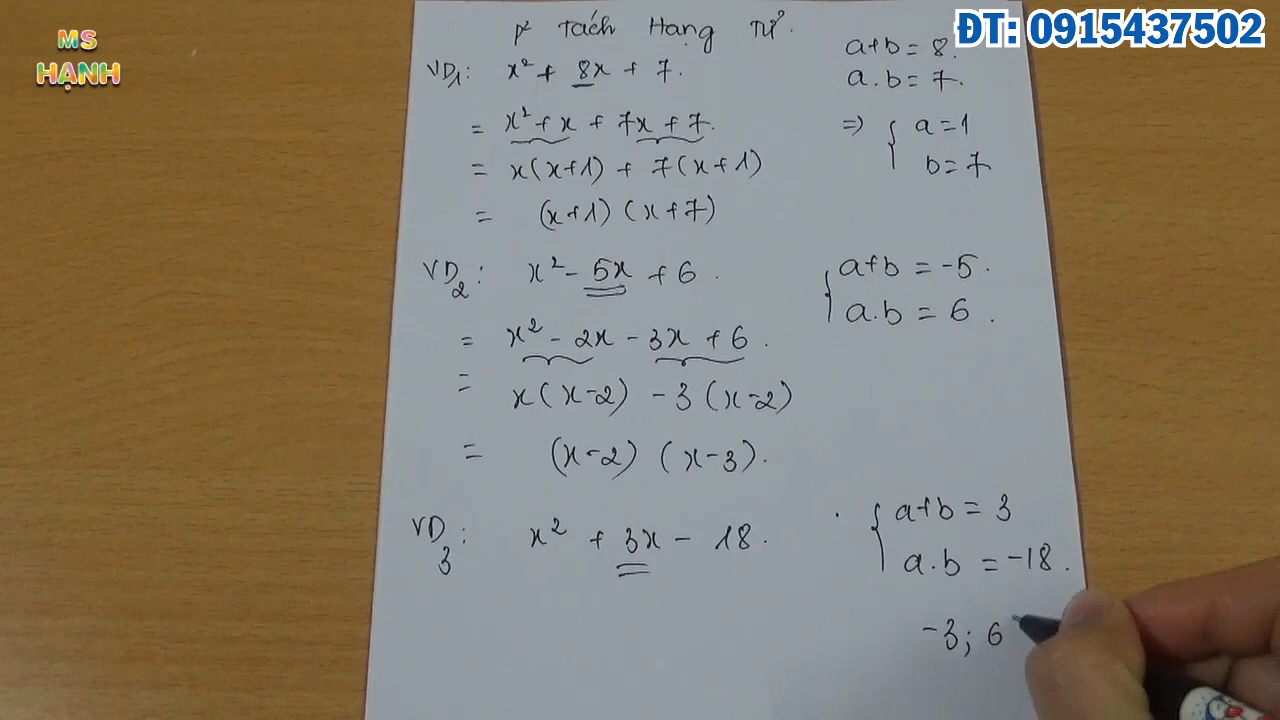 MS
HẠNH
ĐT: 0915437502
P² Tách Hạng Tử.
VD1: x² + 8x + 7.
= x² + x + 7x + 7.
= x(x+1) + 7(x+1)
= (x+1) (x+7)
a+b = 8.
a.b = 7.
=> { a=1
b=7
VD2: x² - 5x + 6.
= x² - 2x - 3x + 6.
= x(x-2) - 3(x-2)
= (x-2) (x-3).
{ a+b = -5.
a.b = 6.
VD3: x² + 3x - 18.
{ a+b = 3
a.b = -18.
-3; 6